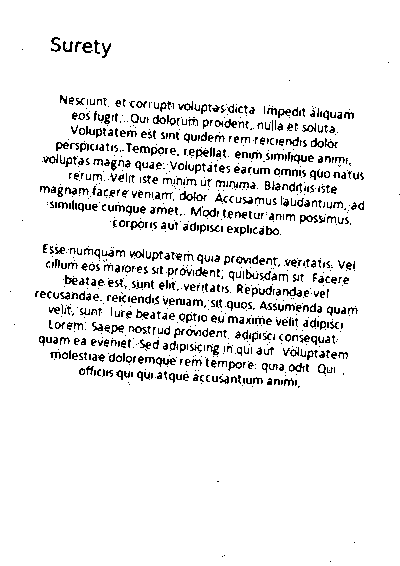 Surety
Nesciunt, et corrupti voluptas dicta. Impedit aliquam
eos fugit. Qui dolorum proident, nulla et soluta.
Voluptatem est sint quidem rem reiciendis dolor
perspiciatis. Tempore, repellat, enim similique animi,
voluptas magna quae. Voluptates earum omnis quo natus
rerum. Velit iste minim ut minima. Blanditiis iste
magnam facere veniam, dolor. Accusamus laudantium, ad
similique cumque amet. Modi tenetur anim possimus,
corporis aut adipisci explicabo.
Esse numquam voluptatem quia provident, veritatis. Vel
cillum eos maiores sit provident, quibusdam sit. Facere
beatae est, sunt elit, veritatis. Repudiandae vel
recusandae, reiciendis veniam, sit quos. Assumenda quam
velit, sunt. Iure beatae optio eu maxime velit adipisci
Lorem. Saepe nostrud provident, adipisci consequat
quam ea eveniet. Sed adipisicing in qui aut. Voluptatem
molestiae doloremque rem tempore, quia odit. Qui
officiis qui qui atque accusantium animi.